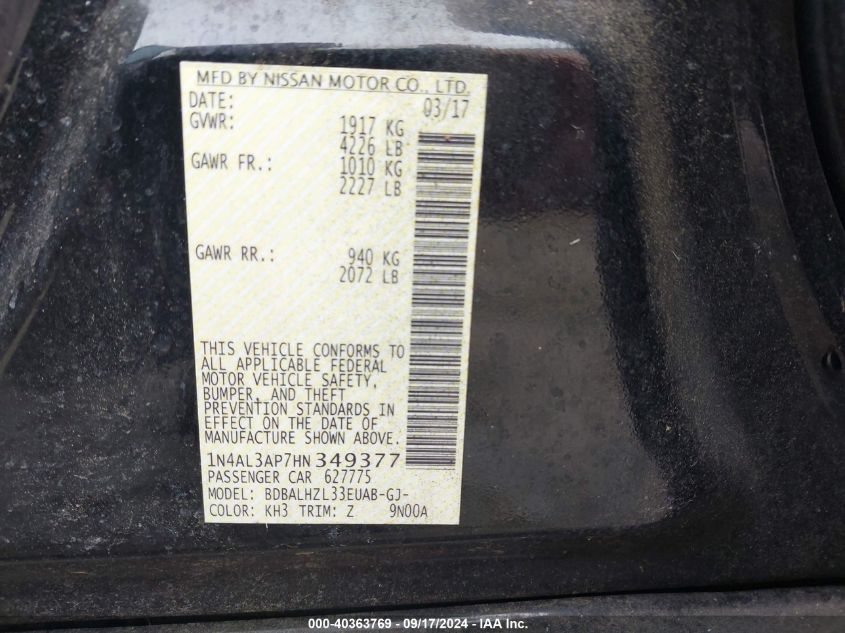 MFD BY NISSAN MOTOR CO., LTD.
DATE: 03/17
GVWR: 1917 KG
4226 LB
GAWR FR.: 1010 KG
2227 LB
GAWR RR.: 940 KG
2072 LB
THIS VEHICLE CONFORMS TO
ALL APPLICABLE FEDERAL
MOTOR VEHICLE SAFETY,
BUMPER, AND THEFT
PREVENTION STANDARDS IN
EFFECT ON THE DATE OF
MANUFACTURE SHOWN ABOVE.
1N4AL3AP7HN349377
PASSENGER CAR 627775
MODEL: BDBALHZL33EUAB-GJ-
COLOR: KH3 TRIM: Z 9N00A
000-40363769 - 09/17/2024 - IAA Inc.